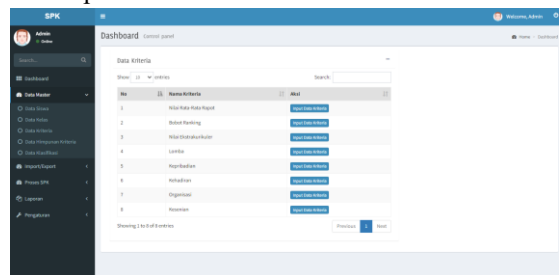 SPK
Welcome, Admin
Admin
Online
Dashboard Control panel
Home > Dashboard
Search...
Data Kriteria
Dashboard
Show 10 entries
Search:
Data Master
No Nama Kriteria Aksi
Data Siswa
1 Nilai Rata-Rata Rapot Input Data Kriteria
Data Kelas
2 Bobot Ranking Input Data Kriteria
Data Kriteria
3 Nilai Ekstrakurikuler Input Data Kriteria
Data Himpunan Kriteria
Data Klasifikasi
4 Lomba Input Data Kriteria
Import/Export
5 Kepribadian Input Data Kriteria
Proses SPK
6 Kehadiran Input Data Kriteria
Laporan
7 Organisasi Input Data Kriteria
Pengaturan
8 Kesenian Input Data Kriteria
Showing 1 to 8 of 8 entries
Previous 1 Next